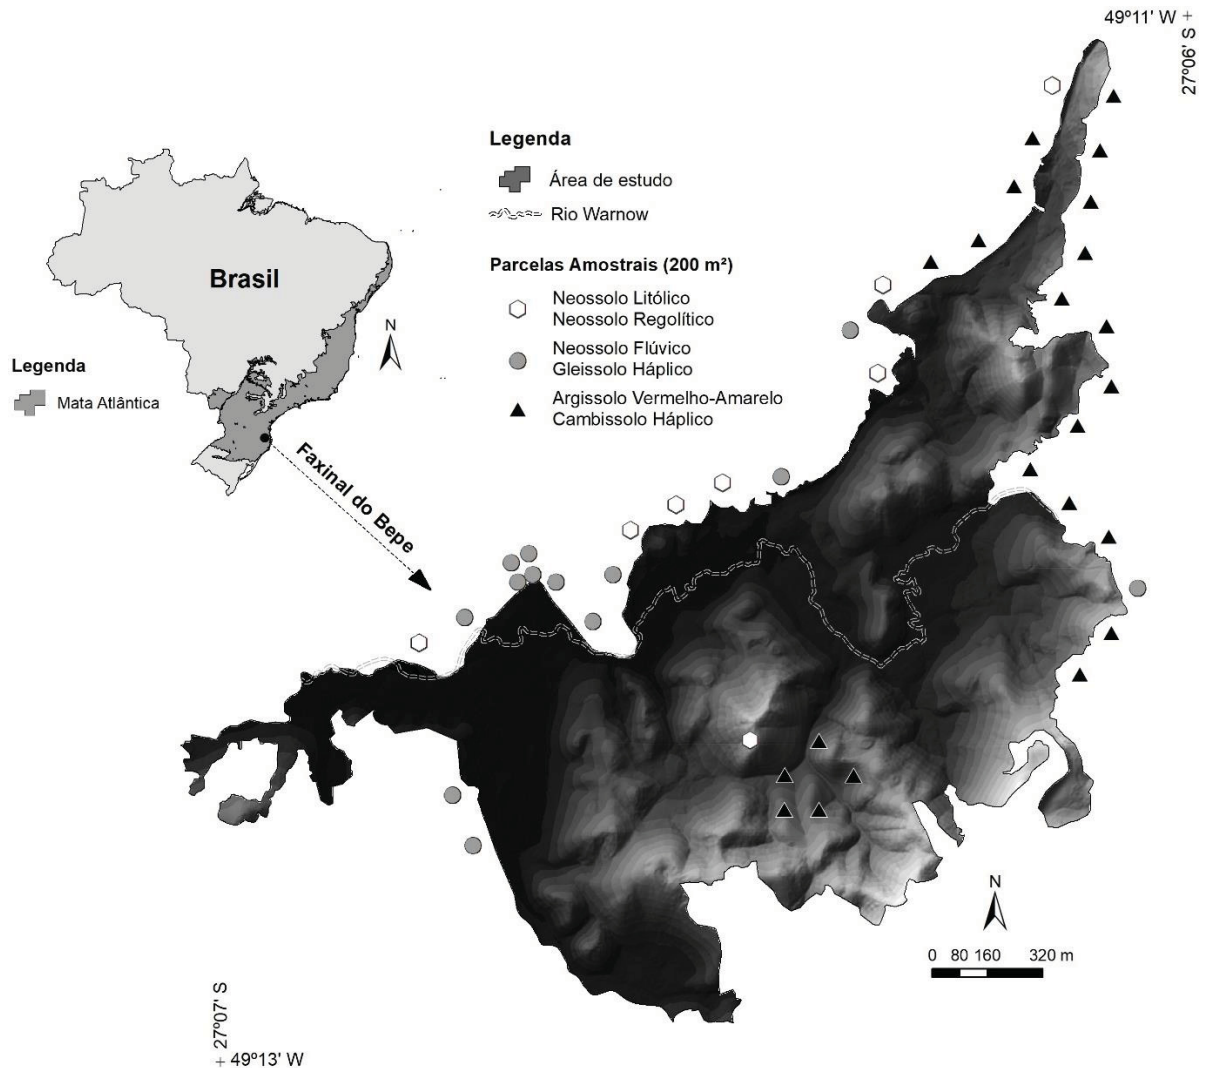 49º11' W
27º06' S
Legenda
Área de estudo
Rio Warnow
Parcelas Amostrais (200 m²)
Neossolo Litólico
Neossolo Regolítico
Neossolo Flúvico
Gleissolo Háplico
Argissolo Vermelho-Amarelo
Cambissolo Háplico
Brasil
N
Legenda
Mata Atlântica
Faxinal do Bepe
N
0 80 160 320 m
27º07' S
49º13' W